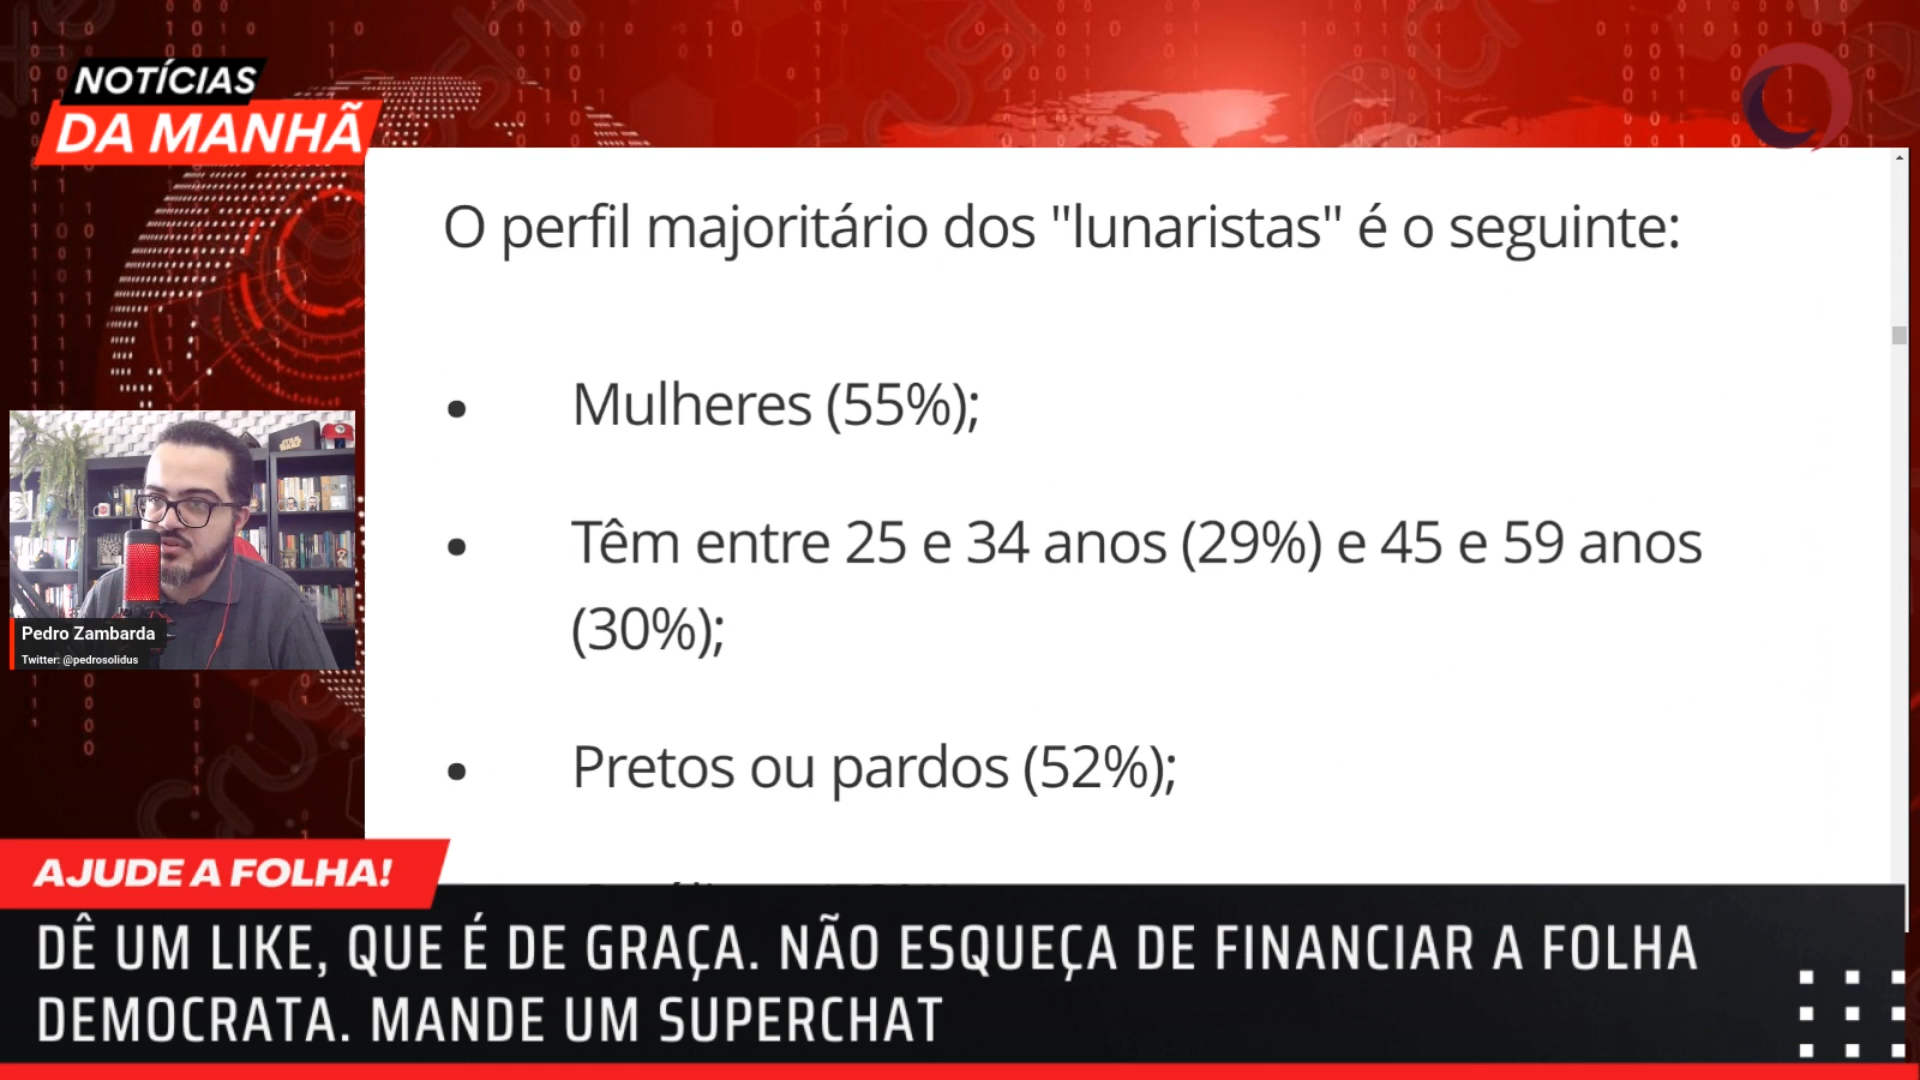 NOTÍCIAS
DA MANHÃ
O perfil majoritário dos "lunaristas" é o seguinte:
• Mulheres (55%);
• Têm entre 25 e 34 anos (29%) e 45 e 59 anos
(30%);
• Pretos ou pardos (52%);
Pedro Zambarda
Twitter: @pedrosolidus
AJUDE A FOLHA!
DÊ UM LIKE, QUE É DE GRAÇA. NÃO ESQUEÇA DE FINANCIAR A FOLHA
DEMOCRATA. MANDE UM SUPERCHAT